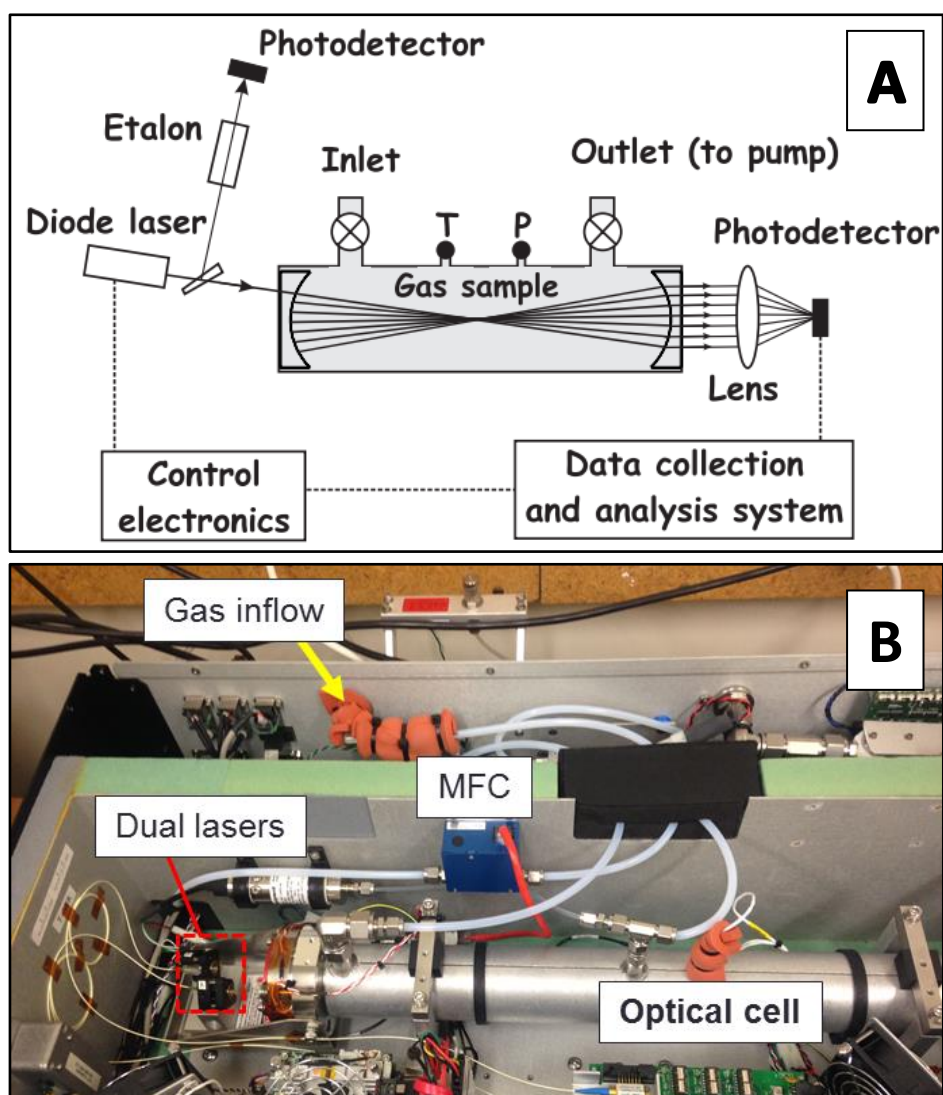 Photodetector
A
Etalon
Inlet
Outlet (to pump)
Diode laser
T
P
Photodetector
Gas sample
Lens
Control
electronics
Data collection
and analysis system
Gas inflow
B
MFC
Dual lasers
Optical cell